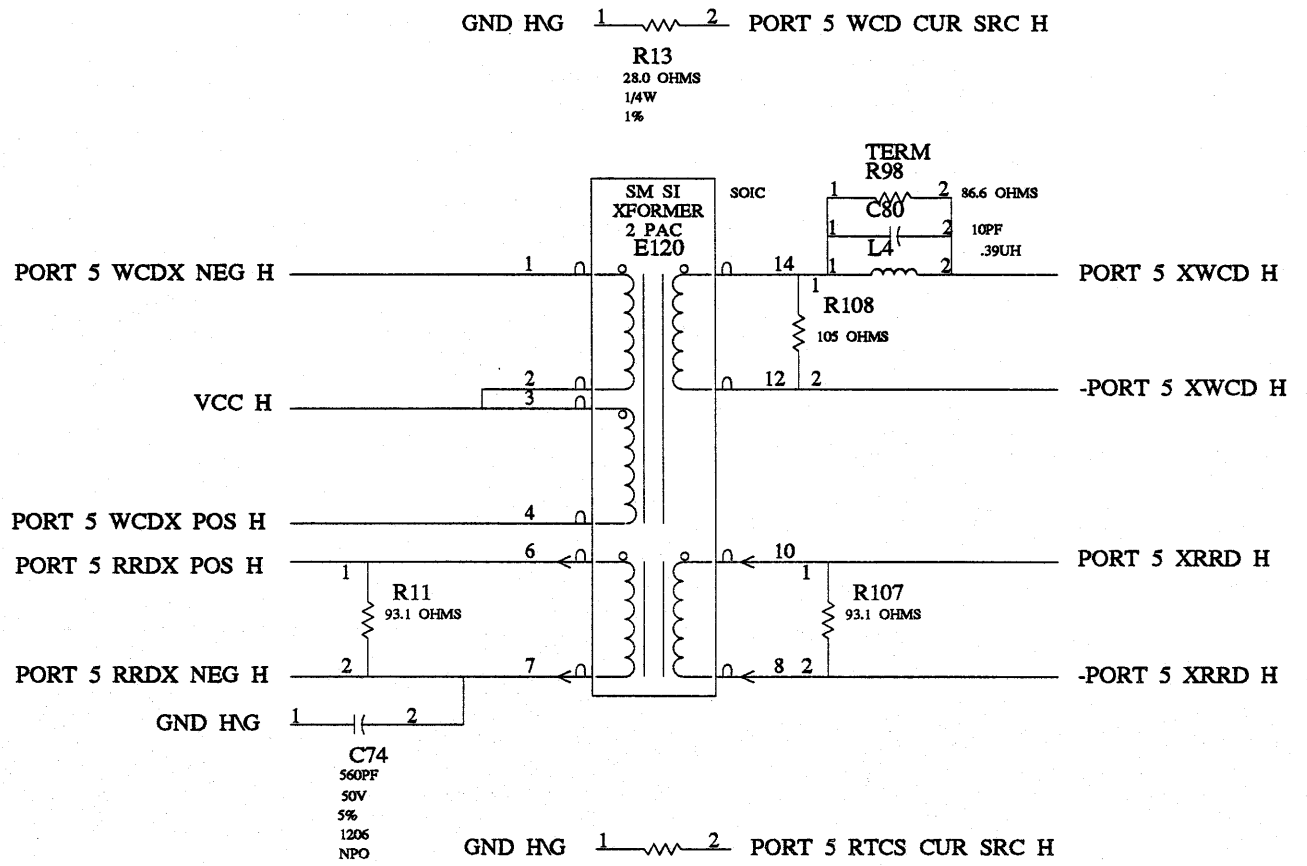 GND H\G 1 2 PORT 5 WCD CUR SRC H
R13
28.0 OHMS
1/4W
1%
TERM
R98
1 2 86.6 OHMS
C80
1 2 10PF
L4 .39UH
1 2
SM SI
XFORMER
2 PAC
E120
SOIC
PORT 5 WCDX NEG H 1 14 PORT 5 XWCD H
1
R108
105 OHMS
2 12 2 -PORT 5 XWCD H
VCC H 3
PORT 5 WCDX POS H 4
PORT 5 RRDX POS H 6 10 PORT 5 XRRD H
1 1
R11 R107
93.1 OHMS 93.1 OHMS
PORT 5 RRDX NEG H 2 7 8 2 -PORT 5 XRRD H
GND H\G 1 2
C74
560PF
50V
5%
1206
NPO
GND H\G 1 2 PORT 5 RTCS CUR SRC H